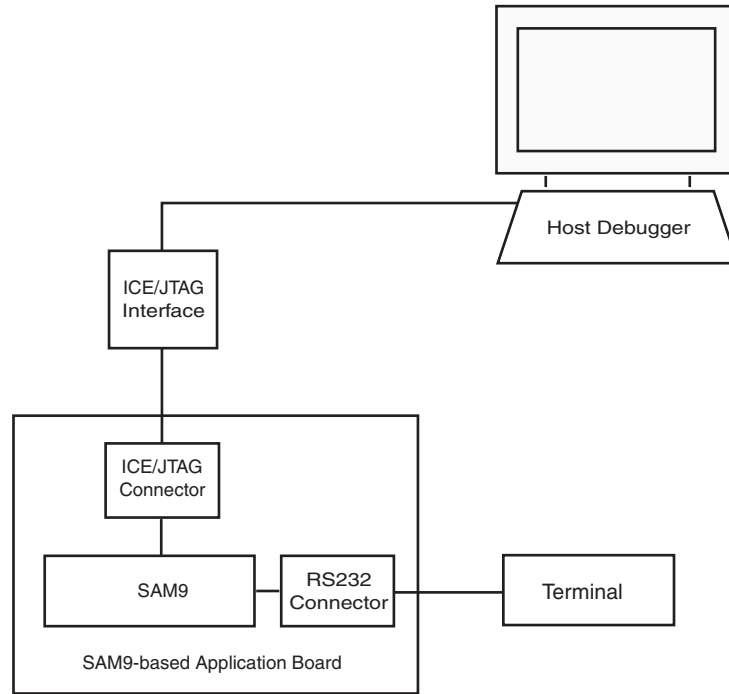 Host Debugger
ICE/JTAG
Interface
ICE/JTAG
Connector
SAM9
RS232
Connector
Terminal
SAM9-based Application Board